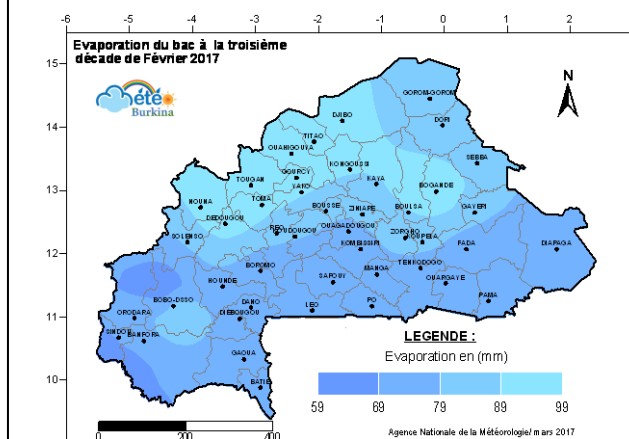 -6 -5 -4 -3 -2 -1 0 1 2
Evaporation du bac à la troisième
décade de Février 2017
météo
Burkina
N
15
14
13
12
11
10
GOROM-GOROM
DJIBO
DORI
TITAO
OUAHIGOUYA
KONGOUSSI
SEBBA
GOURCY
TOUGAN
YAKO
KAYA
BOGANDE
NOUNA
TOMA
BOUSSE
ZINIARE
BOULSA
GAYERI
DEDOUGOU
SOLENSO
REO
KOUDOUGOU
OUAGADOUGOU
ZORGHO
KOUPELA
KOMBISSIRI
FADA
DIAPAGA
BOROMO
MANGA
TENKODOGO
HOUNDE
SAPOUY
OUARGAYE
BOBO-DSSO
DANO
LEO
PO
PAMA
ORODARA
DIEBOUGOU
SINDOU
BANFORA
GAOUA
BATIE
LEGENDE :
Evaporation en (mm)
59 69 79 89 99
0 200 400
Agence Nationale de la Météorologie/ mars 2017